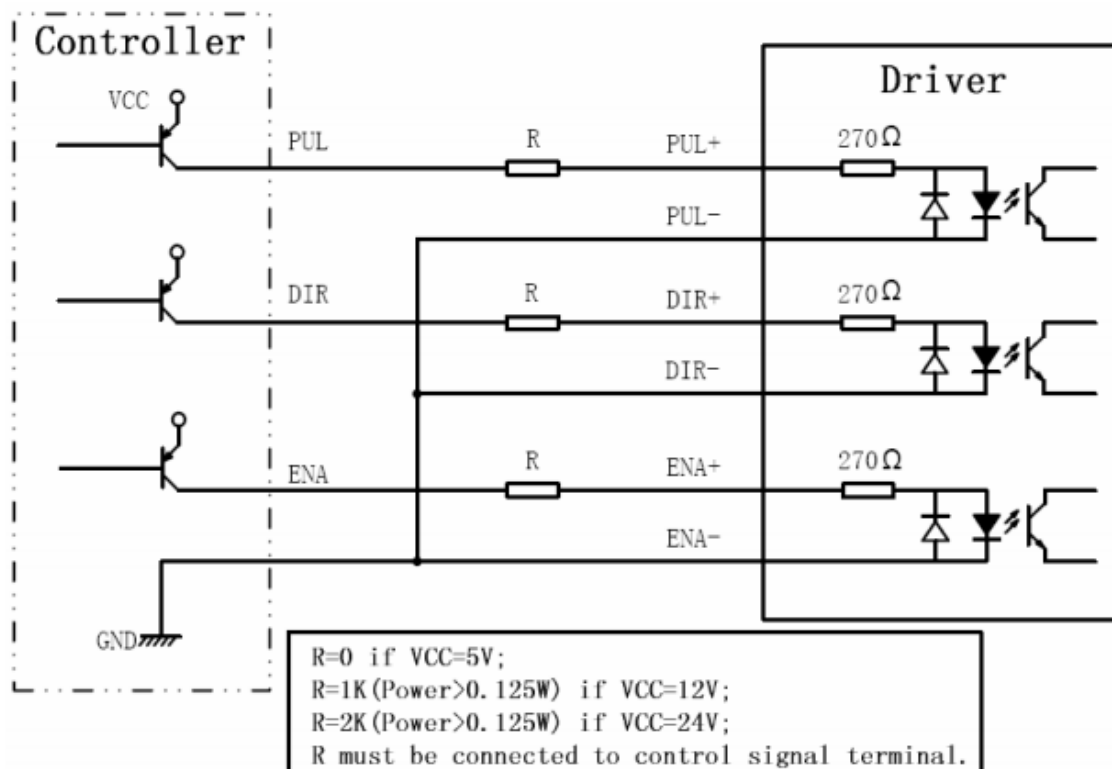 Controller
Driver
VCC
PUL
R
PUL+
270Ω
PUL-
DIR
R
DIR+
270Ω
DIR-
ENA
R
ENA+
270Ω
ENA-
GND
R=0 if VCC=5V;
R=1K(Power>0.125W) if VCC=12V;
R=2K(Power>0.125W) if VCC=24V;
R must be connected to control signal terminal.